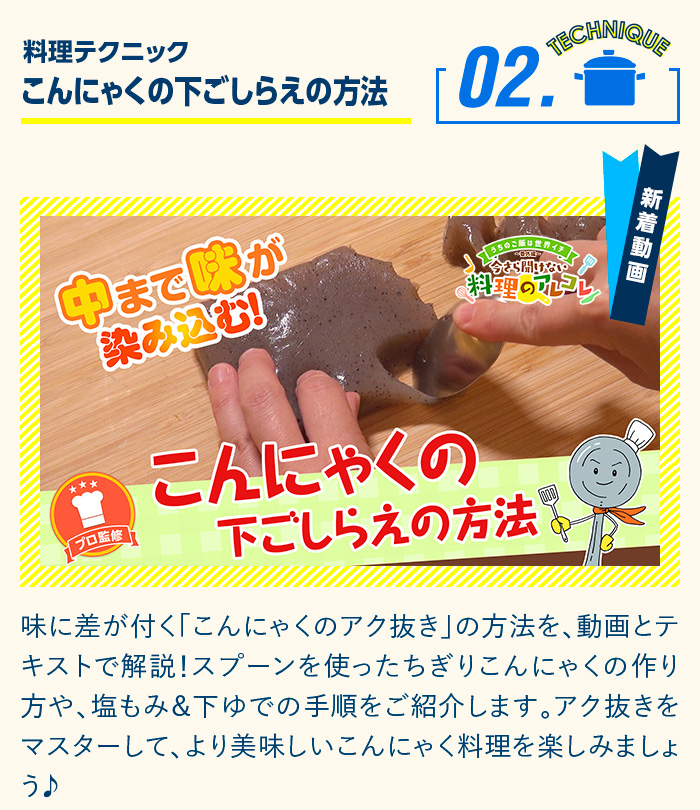 料理テクニック
こんにゃくの下ごしらえの方法
02.
TECHNIQUE
新着動画
中まで味が
染み込む!
うちのご飯は世界イチ
〜番外編〜
今さら聞けない
料理のアレコレ
こんにゃくの
下ごしらえの方法
プロ監修
味に差が付く「こんにゃくのアク抜き」の方法を、動画とテ
キストで解説!スプーンを使ったちぎりこんにゃくの作り
方や、塩もみ&下ゆでの手順をご紹介します。アク抜きを
マスターして、より美味しいこんにゃく料理を楽しみましょ
う♪